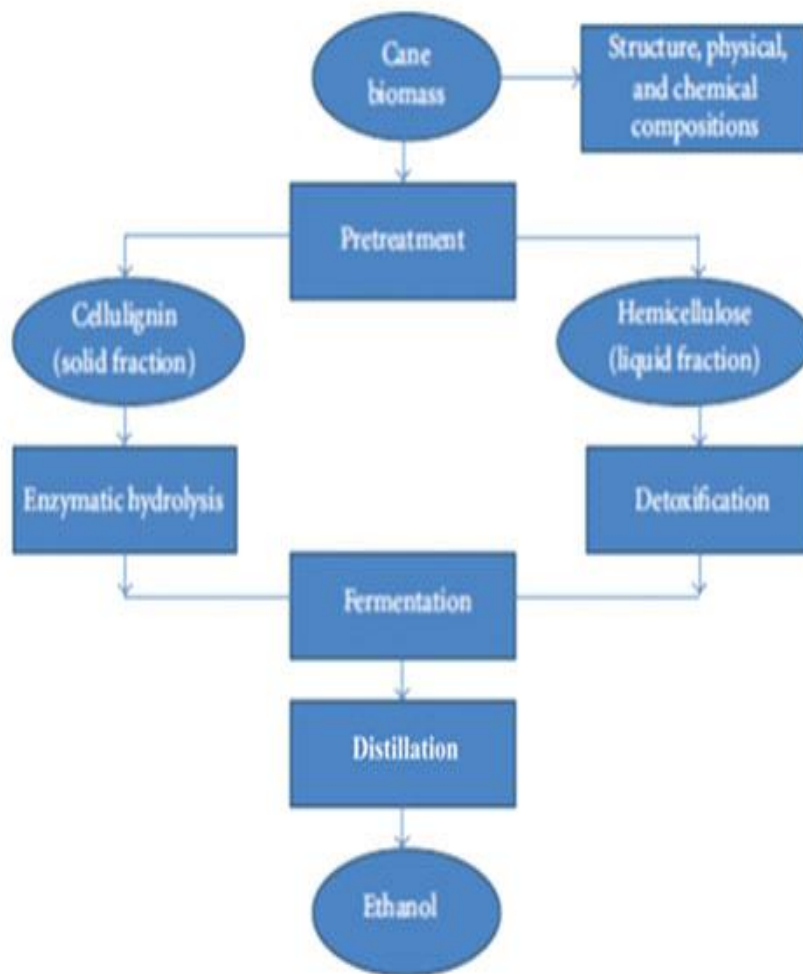 Cane
biomass
Structure, physical,
and chemical
compositions
Pretreatment
Cellulignin
(solid fraction)
Hemicellulose
(liquid fraction)
Enzymatic hydrolysis
Detoxification
Fermentation
Distillation
Ethanol